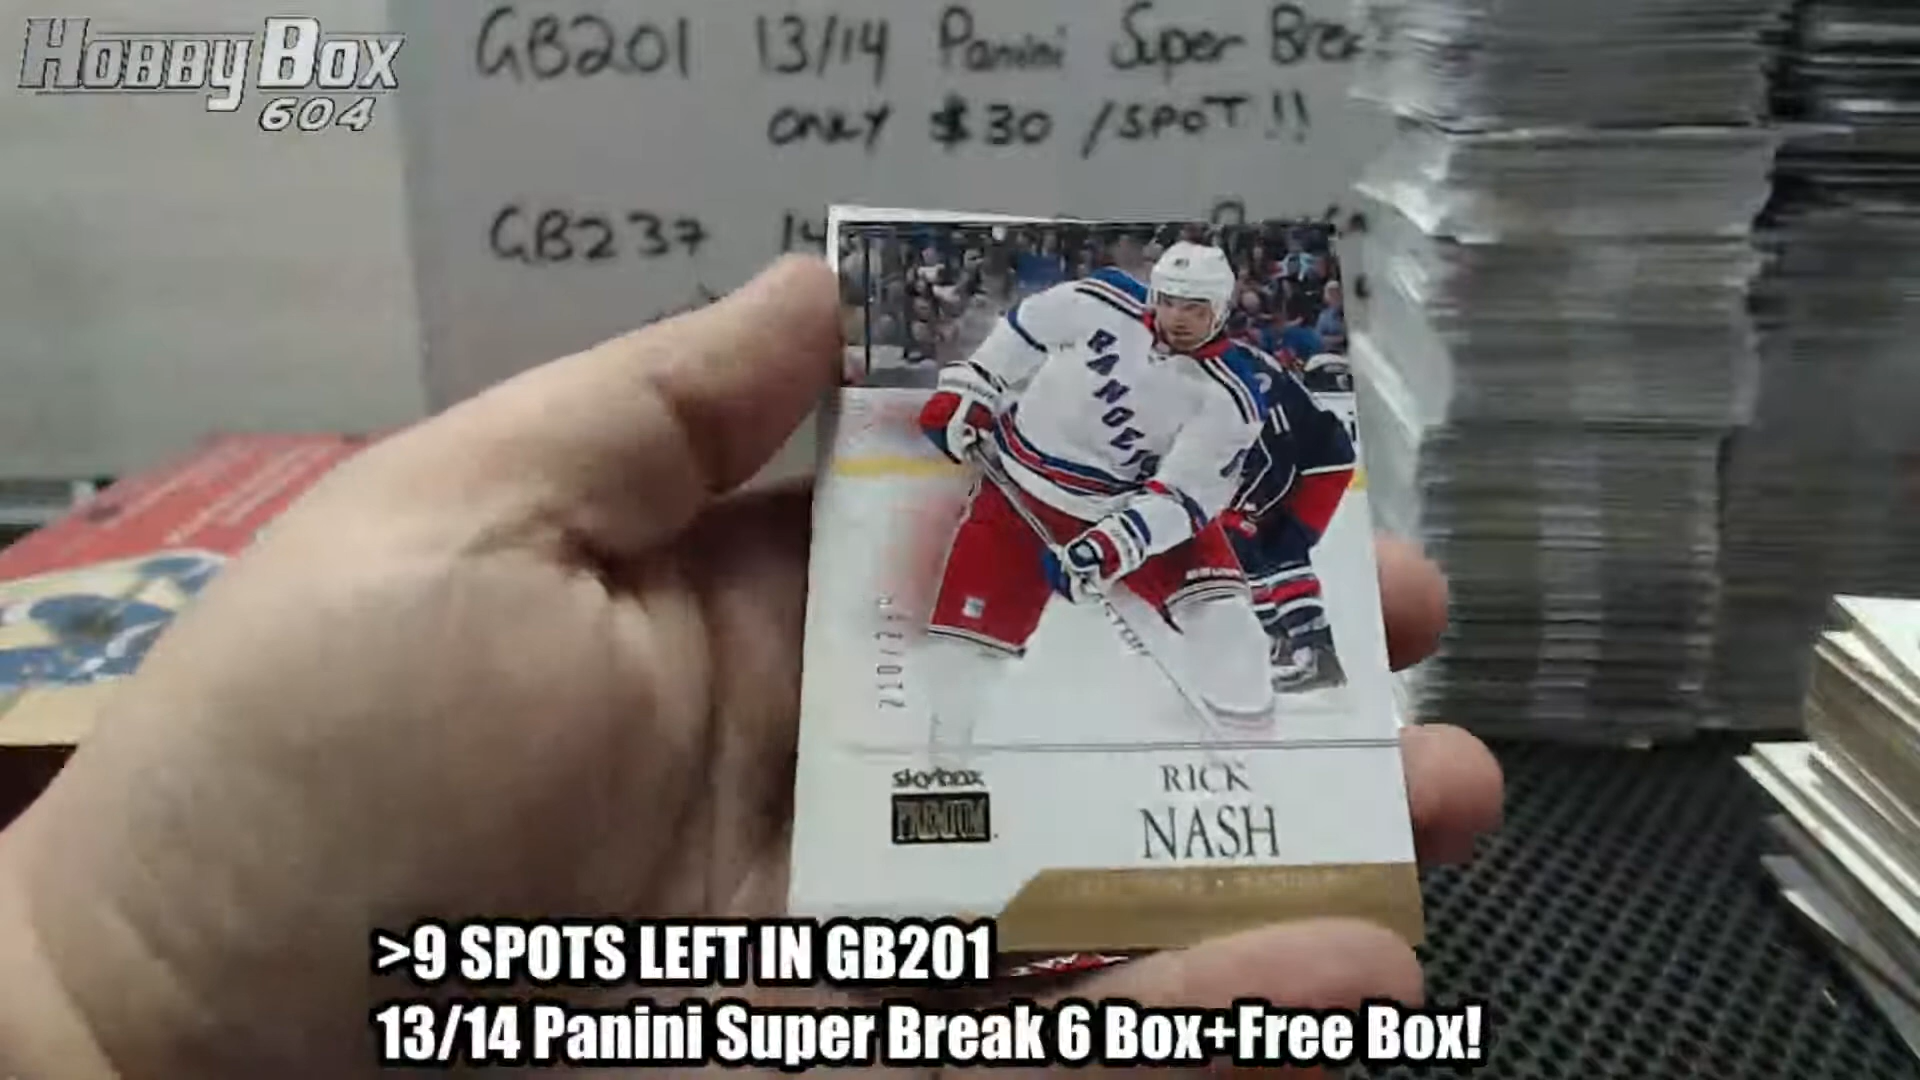 HobbyBox
604
GB201 13/14 Panini Super Break
ONLY $30 /SPOT!!
GB237
RANGERS
RICK
NASH
skybox
PREMIUM
>9 SPOTS LEFT IN GB201
13/14 Panini Super Break 6 Box+Free Box!